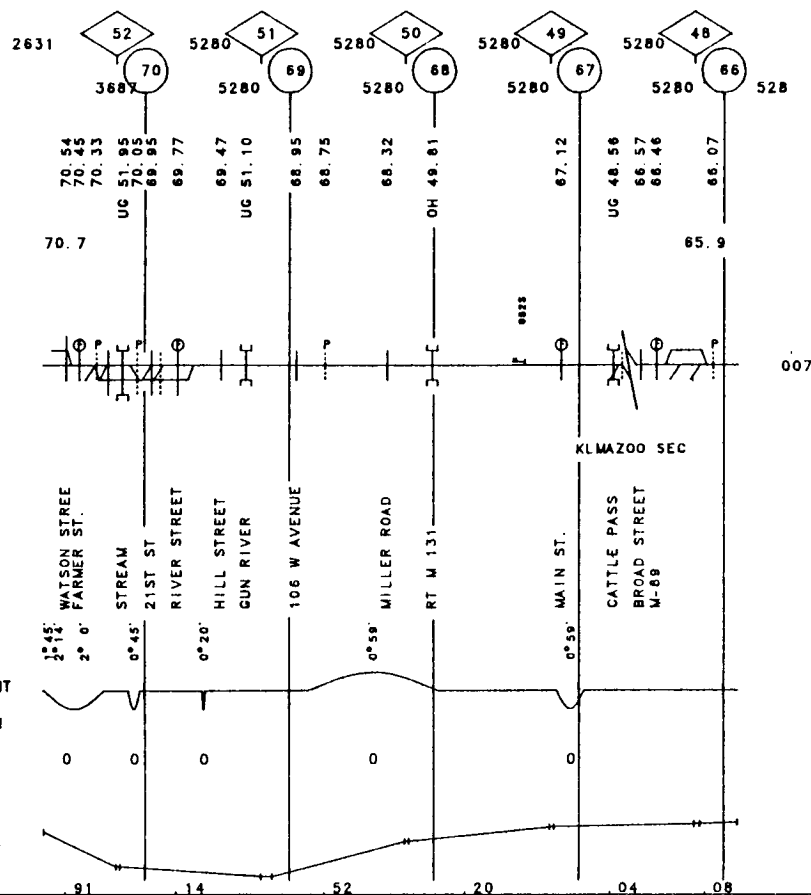 52 51 50 49 48
2631 5280 5280 5280 5280
70 69 68 67 66
3687 5280 5280 5280 5280 528
70.54
70.45
70.33
UG 51.95
70.05
69.95
69.77
69.47
UG 51.10
68.95
68.75
68.32
OH 49.81
67.12
UG 48.56
66.57
66.46
66.07
70.7 65.9
P P P P P P P
007
KLMAZOO SEC
WATSON STREE
FARMER ST.
STREAM
21ST ST
RIVER STREET
HILL STREET
GUN RIVER
106 W AVENUE
MILLER ROAD
RT M 131
MAIN ST.
CATTLE PASS
BROAD STREET
M-89
1°45'
2°14'
2° 0'
0°45'
0°20'
0°59'
0°59'
0 0 0 0 0
.91 .14 .52 .20 .04 .08